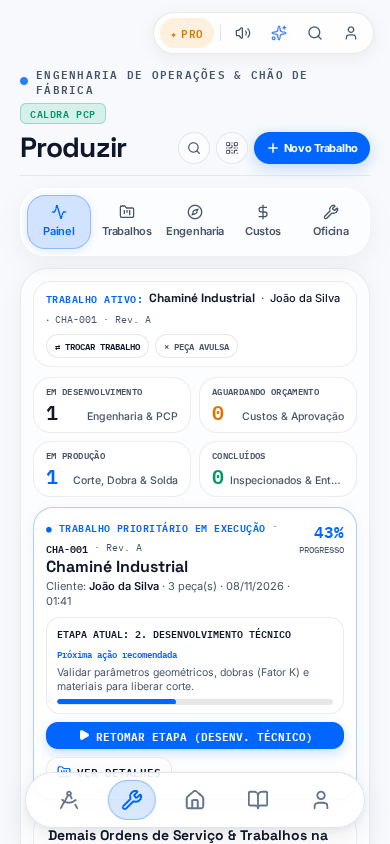 ✦ PRO
ENGENHARIA DE OPERAÇÕES & CHÃO DE
FÁBRICA
CALDRA PCP
Produzir
+ Novo Trabalho
Painel
Trabalhos
Engenharia
Custos
Oficina
TRABALHO ATIVO: Chaminé Industrial · João da Silva
· CHA-001 · Rev. A
⇄ TROCAR TRABALHO
× PEÇA AVULSA
EM DESENVOLVIMENTO
1 Engenharia & PCP
AGUARDANDO ORÇAMENTO
0 Custos & Aprovação
EM PRODUÇÃO
1 Corte, Dobra & Solda
CONCLUÍDOS
0 Inspecionados & Ent...
● TRABALHO PRIORITÁRIO EM EXECUÇÃO ·
CHA-001 · Rev. A
43%
PROGRESSO
Chaminé Industrial
Cliente: João da Silva · 3 peça(s) · 08/11/2026 ·
01:41
ETAPA ATUAL: 2. DESENVOLVIMENTO TÉCNICO
Próxima ação recomendada
Validar parâmetros geométricos, dobras (Fator K) e
materiais para liberar corte.
▶ RETOMAR ETAPA (DESENV. TÉCNICO)
VER DETALHES
Demais Ordens de Serviço & Trabalhos na